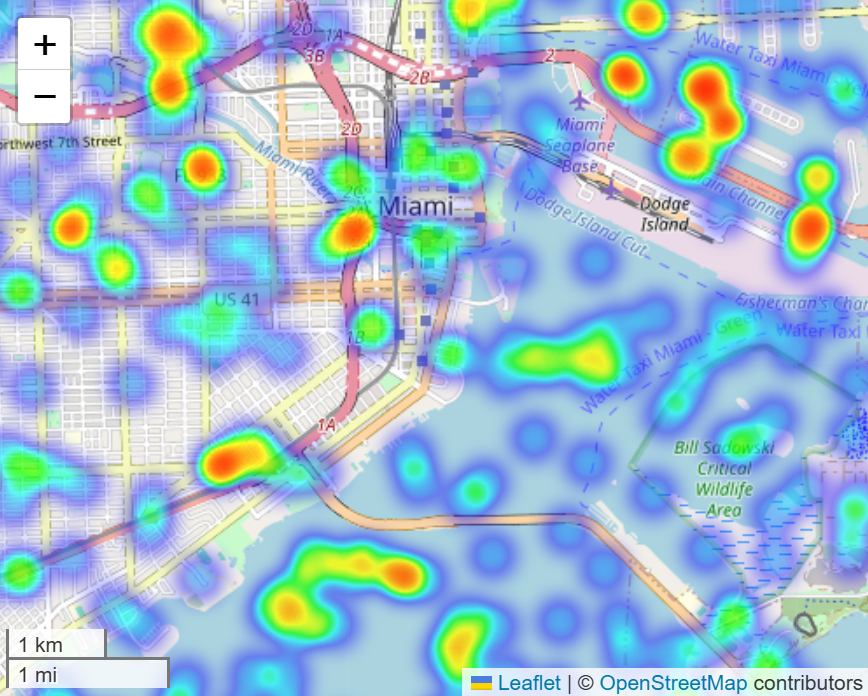 +
−
2D
1A
3B
2B
2
Water Taxi Miami
Northwest 7th Street
2D
Miami River
Miami
Seaplane
Base
Main Channel
Miami
Dodge
Island
Dodge Island Cut
US 41
Fisherman's Cha
Water Taxi Miami - Green
Water Taxi
1B
1A
Bill Sadowski
Critical
Wildlife
Area
1 km
1 mi
Leaflet | © OpenStreetMap contributors